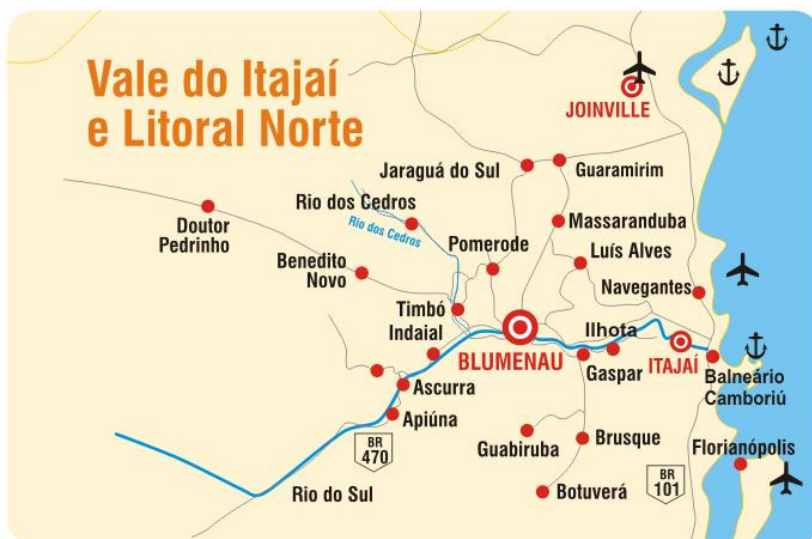 Vale do Itajaí
e Litoral Norte
JOINVILLE
Jaraguá do Sul
Guaramirim
Rio dos Cedros
Rio dos Cedros
Doutor
Pedrinho
Massaranduba
Pomerode
Luís Alves
Benedito
Novo
Navegantes
Timbó
Indaial
Ilhota
BLUMENAU
Gaspar
ITAJAÍ
Balneário
Camboriú
Ascurra
Apiúna
BR
470
Guabiruba
Brusque
Florianópolis
BR
101
Rio do Sul
Botuverá